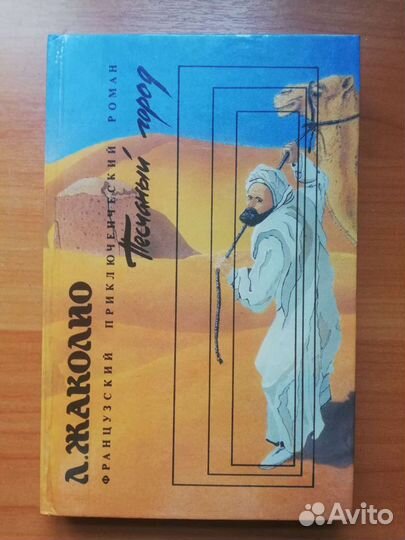 Л. ЖАКОЛИО
ФРАНЦУЗСКИЙ ПРИКЛЮЧЕНЧЕСКИЙ РОМАН
Песчаный город
Avito